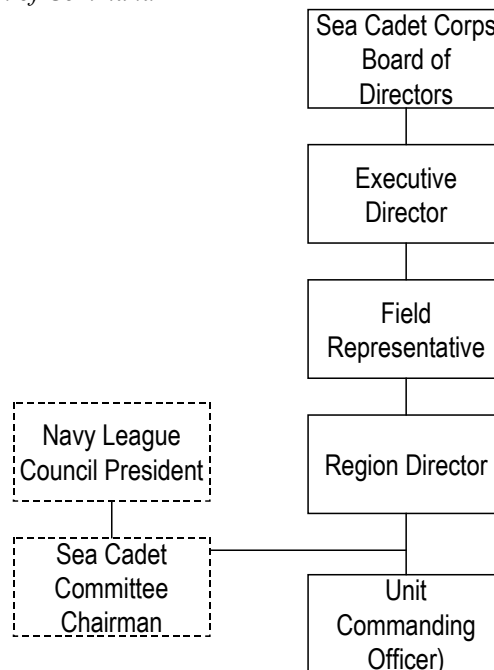 Sea Cadet Corps
Board of
Directors
Executive
Director
Field
Representative
Navy League
Council President
Region Director
Sea Cadet
Committee
Chairman
Unit
Commanding
Officer)